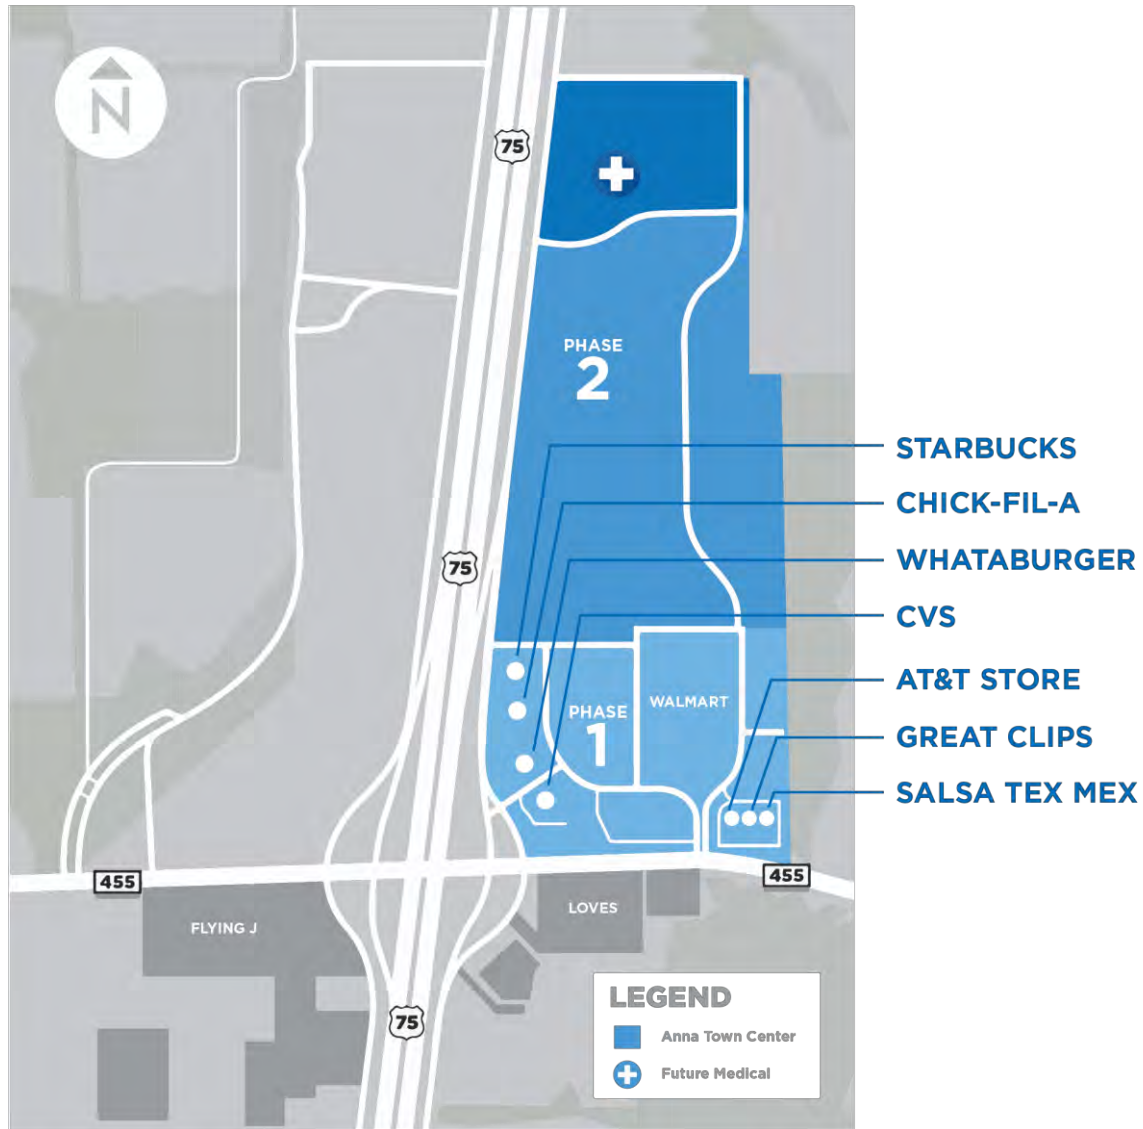 N
75
PHASE
2
STARBUCKS
CHICK-FIL-A
WHATABURGER
75
CVS
AT&T STORE
WALMART
PHASE
1
GREAT CLIPS
SALSA TEX MEX
455
455
LOVES
FLYING J
75
LEGEND
Anna Town Center
Future Medical